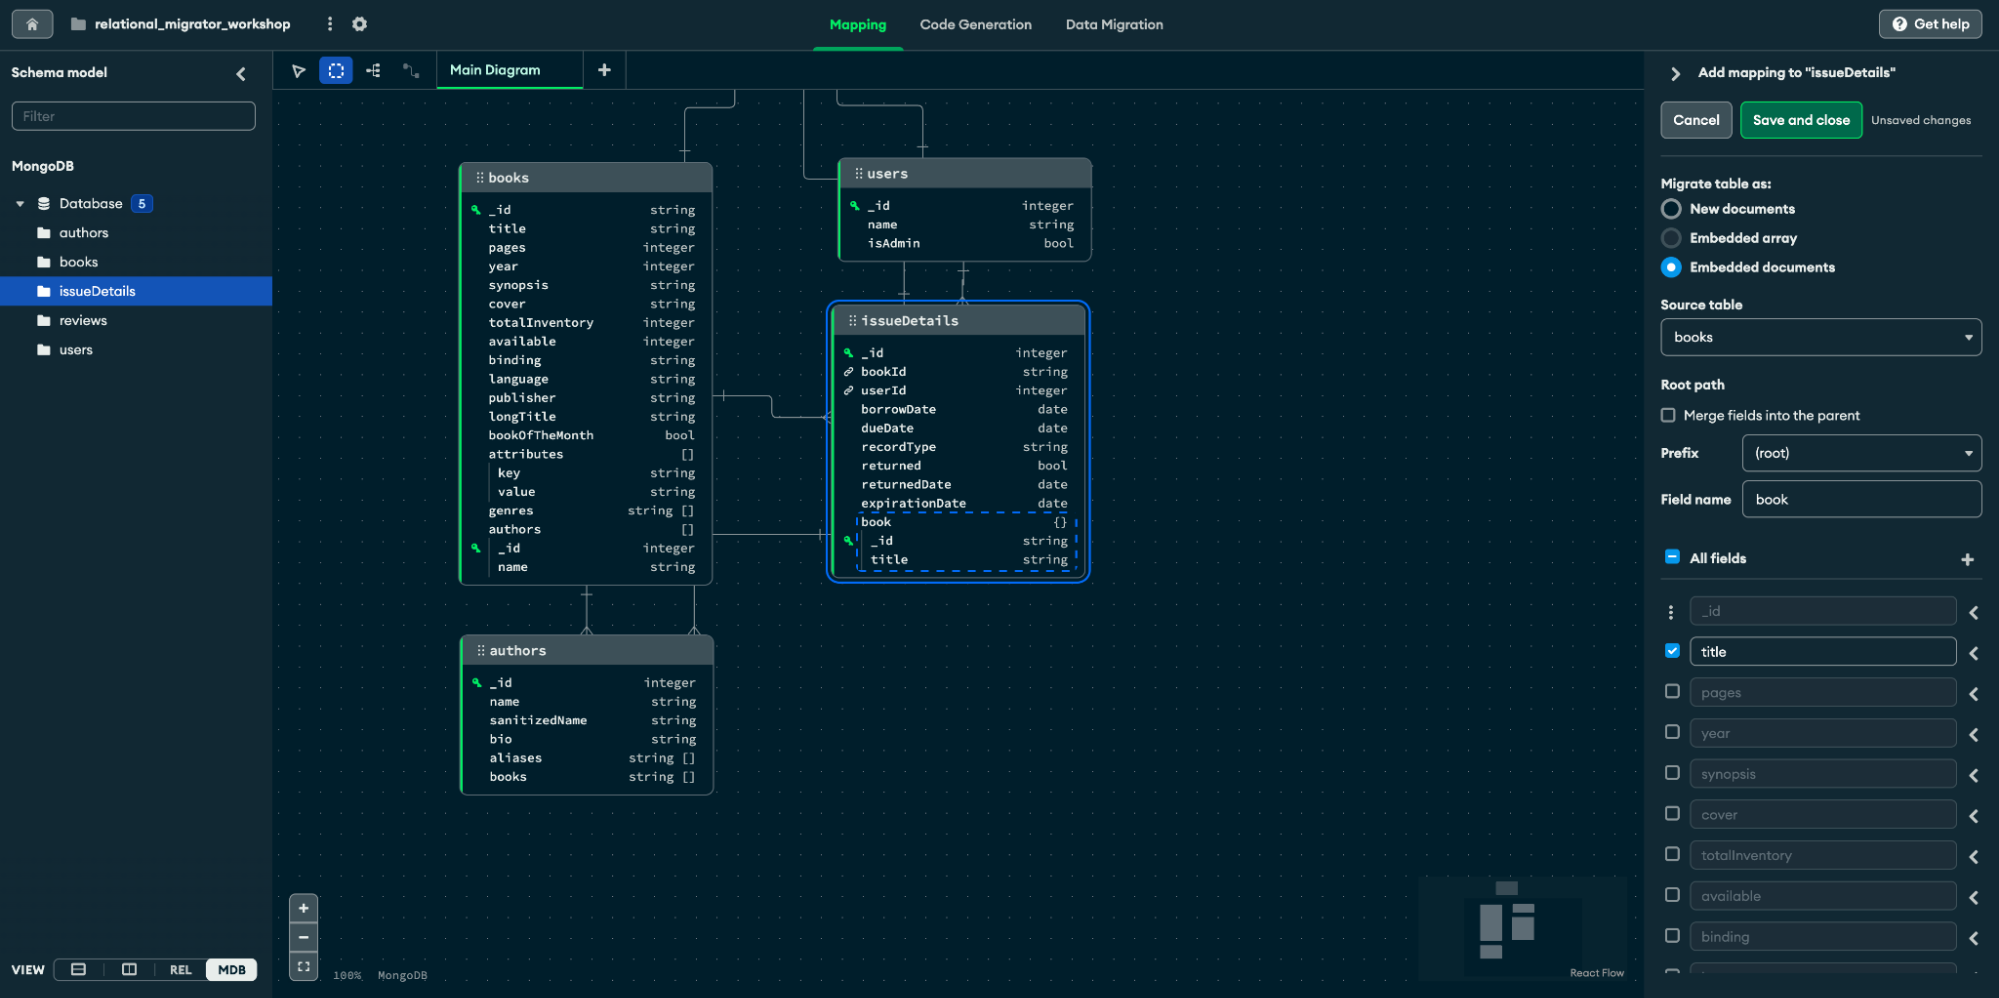 relational_migrator_workshop
Mapping
Code Generation
Data Migration
Get help
Schema model
Filter
MongoDB
Database 5
authors
books
issueDetails
reviews
users
VIEW
REL
MDB
Main Diagram
books
_id string
title string
pages integer
year integer
synopsis string
cover string
totalInventory integer
available integer
binding string
language string
publisher string
longTitle string
bookOfTheMonth bool
attributes []
key string
value string
genres string []
authors []
_id integer
name string
users
_id integer
name string
isAdmin bool
issueDetails
_id integer
bookId string
userId integer
borrowDate date
dueDate date
recordType string
returned bool
returnedDate date
expirationDate date
book {}
_id string
title string
authors
_id integer
name string
sanitizedName string
bio string
aliases string []
books string []
100% MongoDB
React Flow
Add mapping to "issueDetails"
Cancel
Save and close
Unsaved changes
Migrate table as:
New documents
Embedded array
Embedded documents
Source table
books
Root path
Merge fields into the parent
Prefix (root)
Field name book
All fields
_id
title
pages
year
synopsis
cover
totalInventory
available
binding